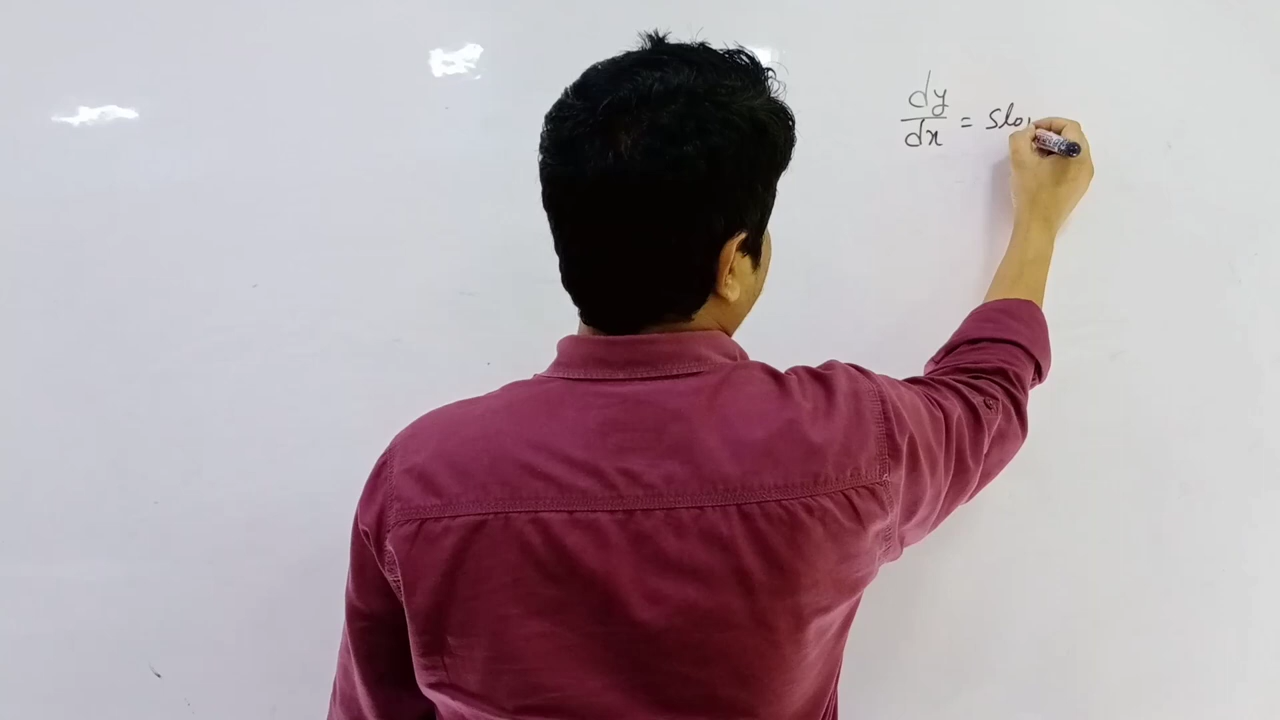 dy/dx = slo